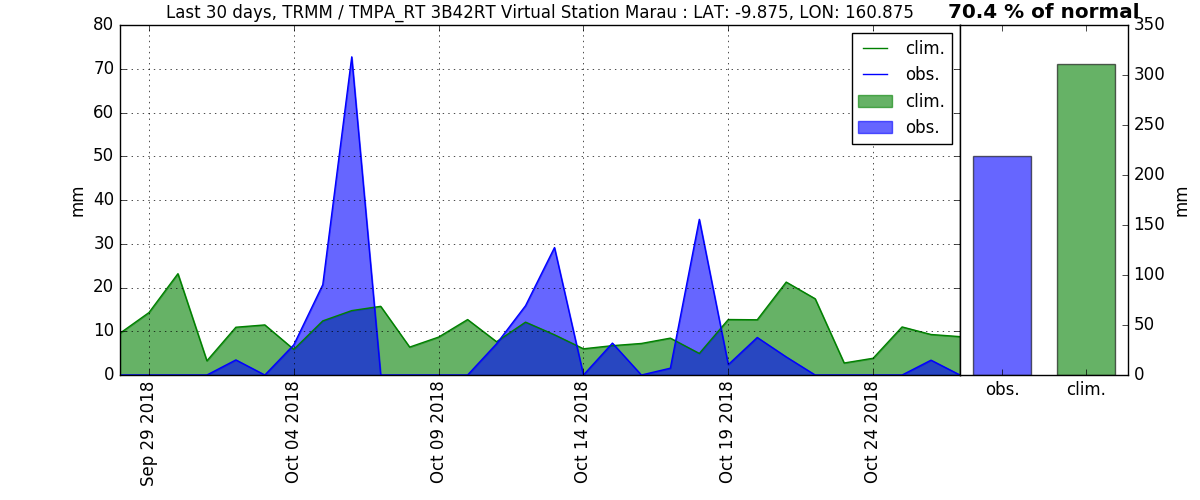 Last 30 days, TRMM / TMPA_RT 3B42RT Virtual Station Marau : LAT: -9.875, LON: 160.875
70.4 % of normal
80
70
60
50
40
30
20
10
0
mm
clim.
obs.
clim.
obs.
Sep 29 2018
Oct 04 2018
Oct 09 2018
Oct 14 2018
Oct 19 2018
Oct 24 2018
350
300
250
200
150
100
50
0
mm
obs.
clim.